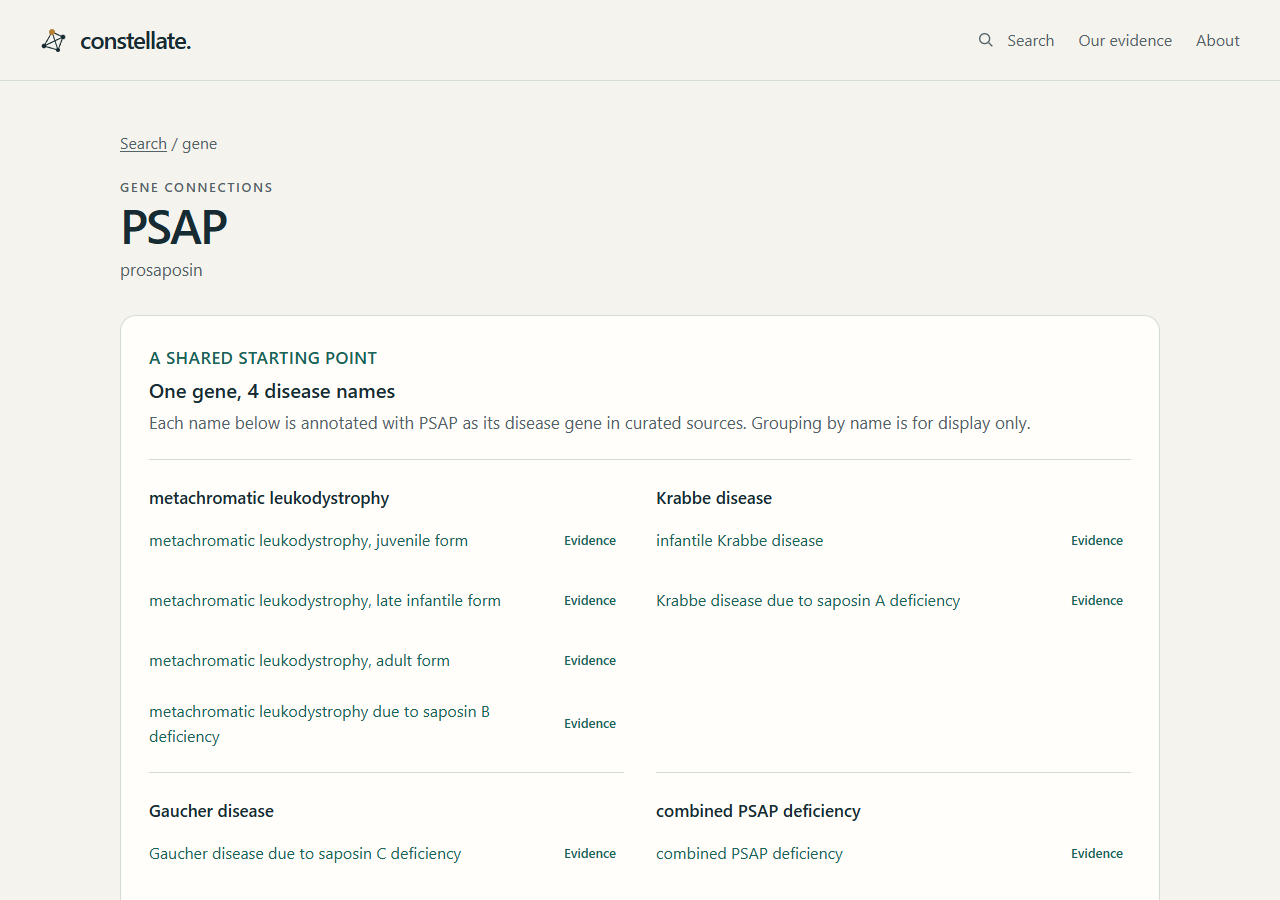 constellate.
Search
Our evidence
About
Search / gene
GENE CONNECTIONS
PSAP
prosaposin
A SHARED STARTING POINT
One gene, 4 disease names
Each name below is annotated with PSAP as its disease gene in curated sources. Grouping by name is for display only.
metachromatic leukodystrophy
metachromatic leukodystrophy, juvenile form
Evidence
metachromatic leukodystrophy, late infantile form
Evidence
metachromatic leukodystrophy, adult form
Evidence
metachromatic leukodystrophy due to saposin B
deficiency
Evidence
Krabbe disease
infantile Krabbe disease
Evidence
Krabbe disease due to saposin A deficiency
Evidence
Gaucher disease
Gaucher disease due to saposin C deficiency
Evidence
combined PSAP deficiency
combined PSAP deficiency
Evidence